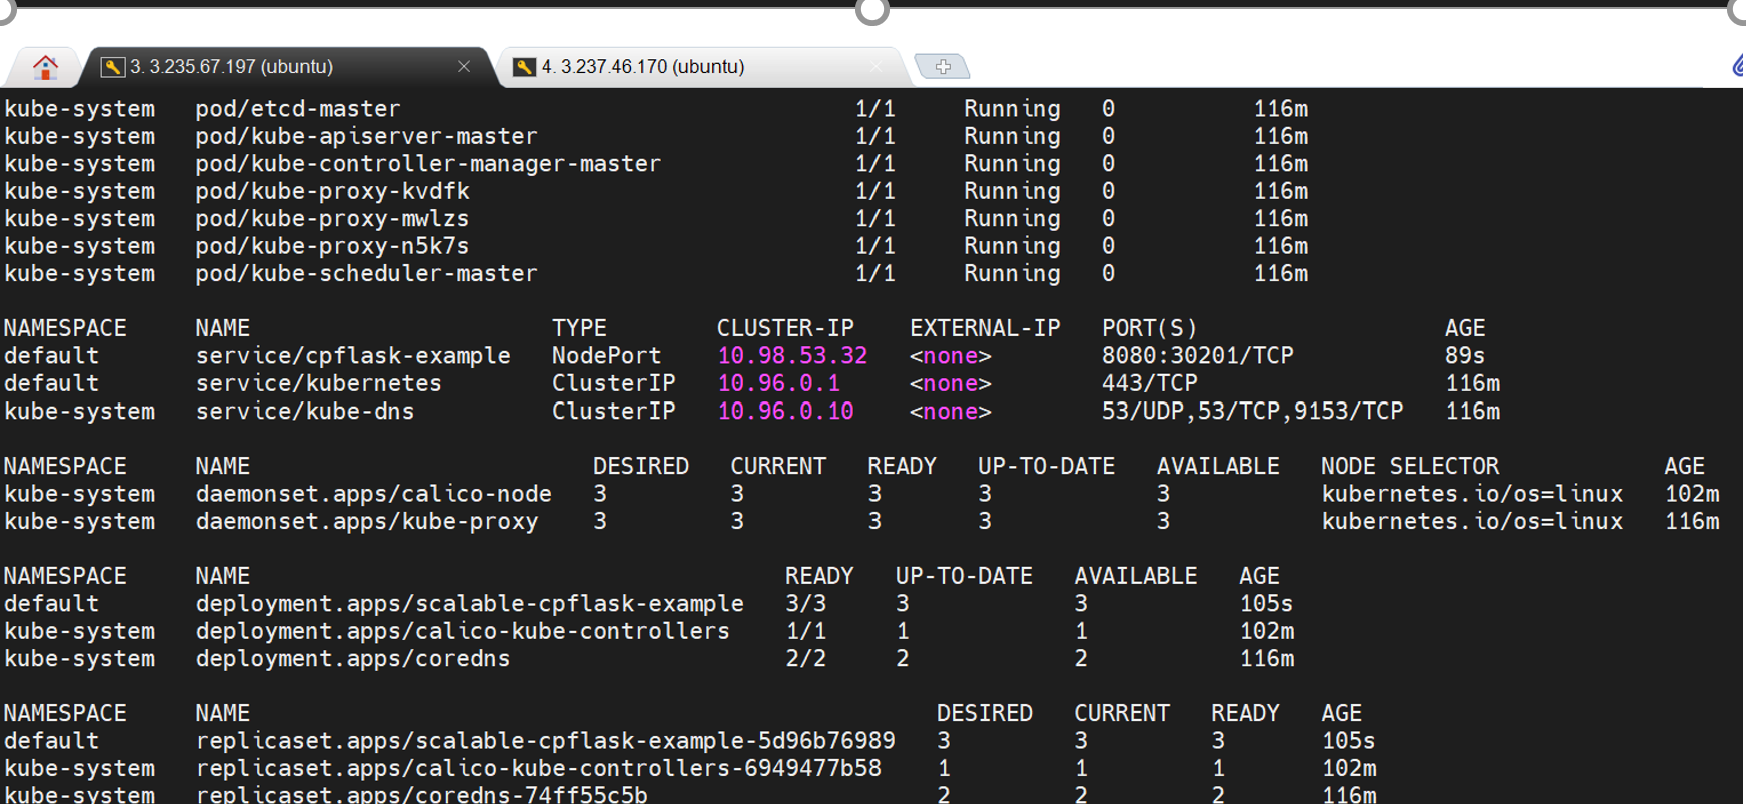 3. 3.235.67.197 (ubuntu)
4. 3.237.46.170 (ubuntu)
kube-system pod/etcd-master 1/1 Running 0 116m
kube-system pod/kube-apiserver-master 1/1 Running 0 116m
kube-system pod/kube-controller-manager-master 1/1 Running 0 116m
kube-system pod/kube-proxy-kvdfk 1/1 Running 0 116m
kube-system pod/kube-proxy-mwlzs 1/1 Running 0 116m
kube-system pod/kube-proxy-n5k7s 1/1 Running 0 116m
kube-system pod/kube-scheduler-master 1/1 Running 0 116m
NAMESPACE NAME TYPE CLUSTER-IP EXTERNAL-IP PORT(S) AGE
default service/cpflask-example NodePort 10.98.53.32 <none> 8080:30201/TCP 89s
default service/kubernetes ClusterIP 10.96.0.1 <none> 443/TCP 116m
kube-system service/kube-dns ClusterIP 10.96.0.10 <none> 53/UDP,53/TCP,9153/TCP 116m
NAMESPACE NAME DESIRED CURRENT READY UP-TO-DATE AVAILABLE NODE SELECTOR AGE
kube-system daemonset.apps/calico-node 3 3 3 3 3 kubernetes.io/os=linux 102m
kube-system daemonset.apps/kube-proxy 3 3 3 3 3 kubernetes.io/os=linux 116m
NAMESPACE NAME READY UP-TO-DATE AVAILABLE AGE
default deployment.apps/scalable-cpflask-example 3/3 3 3 105s
kube-system deployment.apps/calico-kube-controllers 1/1 1 1 102m
kube-system deployment.apps/coredns 2/2 2 2 116m
NAMESPACE NAME DESIRED CURRENT READY AGE
default replicaset.apps/scalable-cpflask-example-5d96b76989 3 3 3 105s
kube-system replicaset.apps/calico-kube-controllers-6949477b58 1 1 1 102m
kube-system replicaset.apps/coredns-74ff55c5b 2 2 2 116m